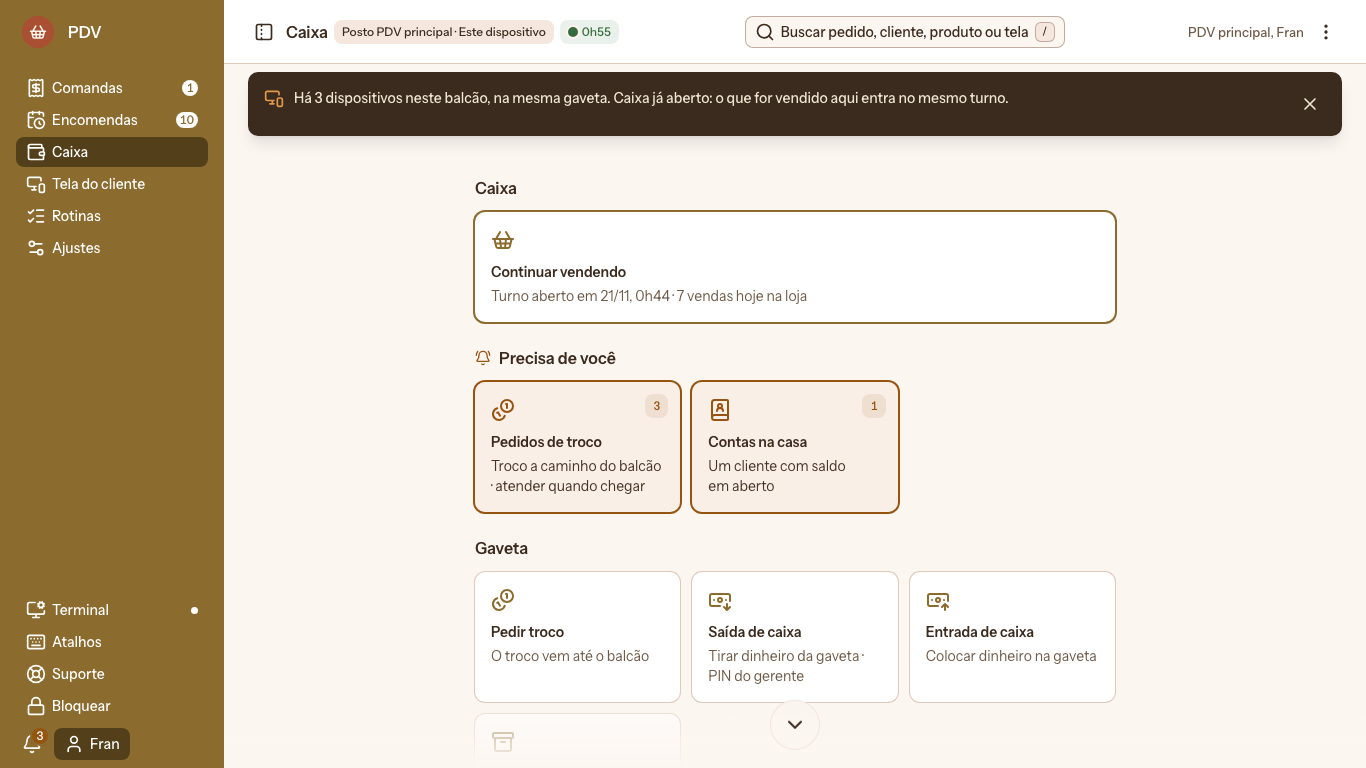 PDV
Comandas 1
Encomendas 10
Caixa
Tela do cliente
Rotinas
Ajustes
Terminal
Atalhos
Suporte
Bloquear
3 Fran
Caixa
Posto PDV principal · Este dispositivo
0h55
Buscar pedido, cliente, produto ou tela /
PDV principal, Fran
Há 3 dispositivos neste balcão, na mesma gaveta. Caixa já aberto: o que for vendido aqui entra no mesmo turno.
Caixa
Continuar vendendo
Turno aberto em 21/11, 0h44 · 7 vendas hoje na loja
Precisa de você
3
Pedidos de troco
Troco a caminho do balcão
· atender quando chegar
1
Contas na casa
Um cliente com saldo
em aberto
Gaveta
Pedir troco
O troco vem até o balcão
Saída de caixa
Tirar dinheiro da gaveta ·
PIN do gerente
Entrada de caixa
Colocar dinheiro na gaveta